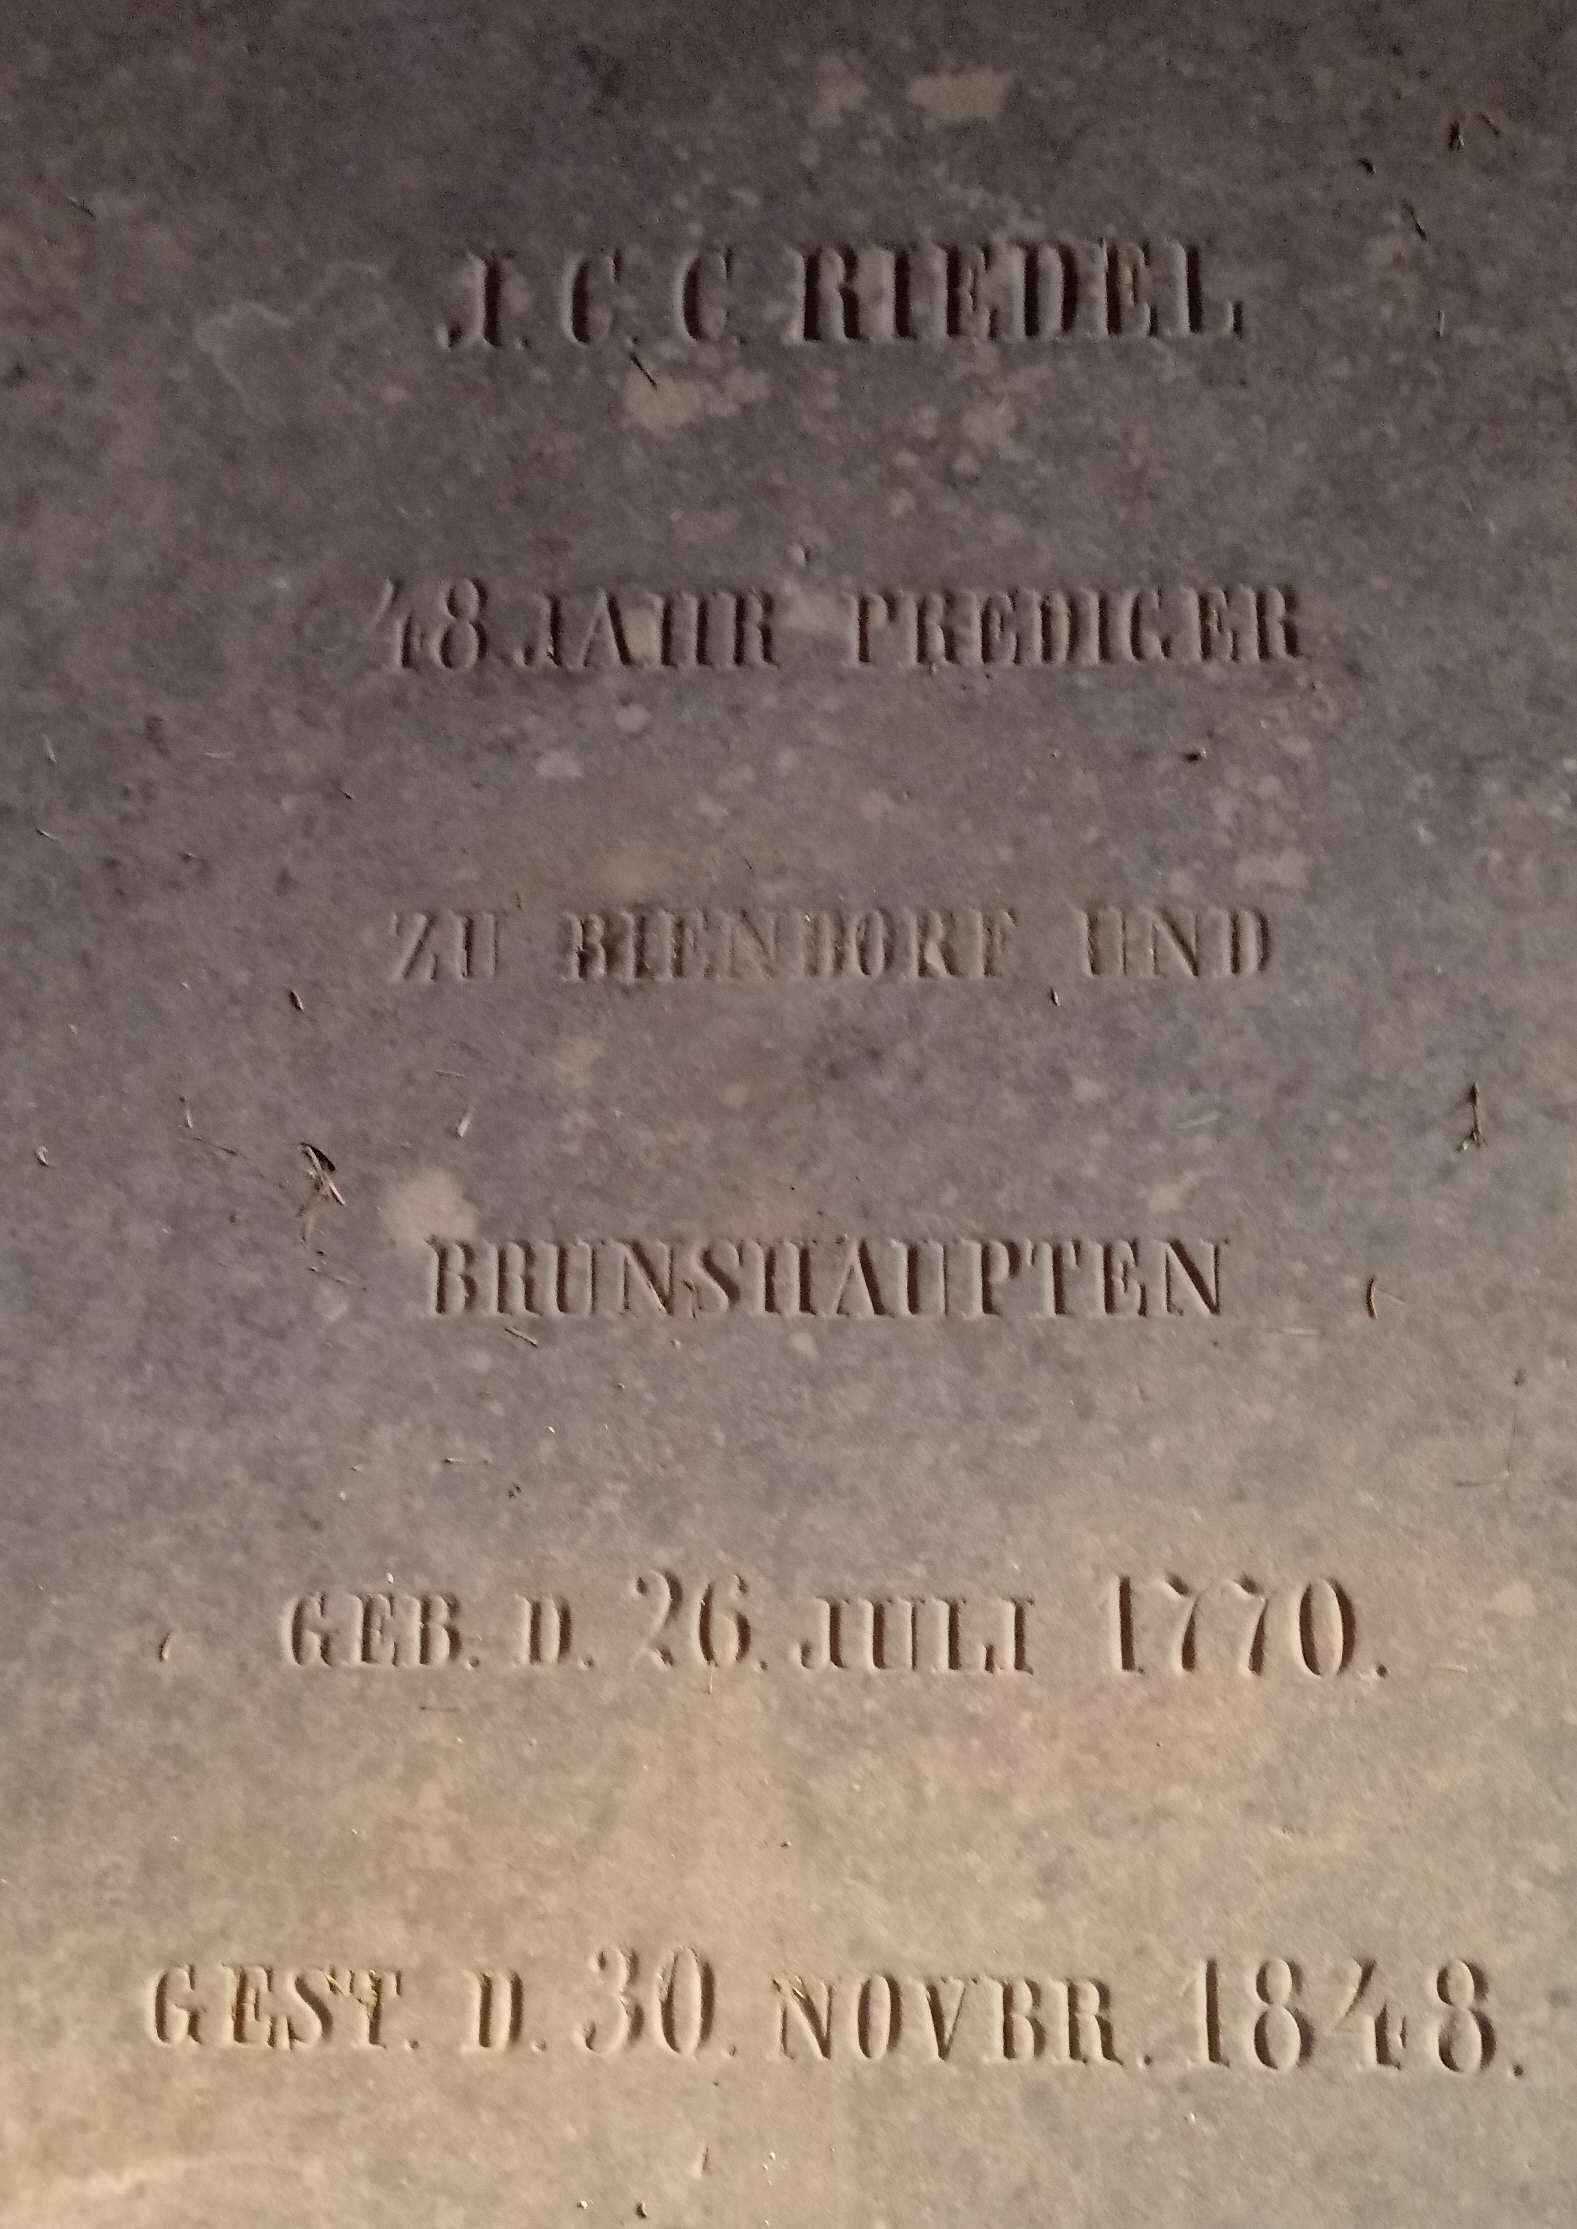 J. C. C. RIEDEL
48 JAHR PREDIGER
ZU BIENDORF UND
BRUNSHAUPTEN
GEB. D. 26. JULI 1770.
GEST. D. 30. NOVBR. 1848.